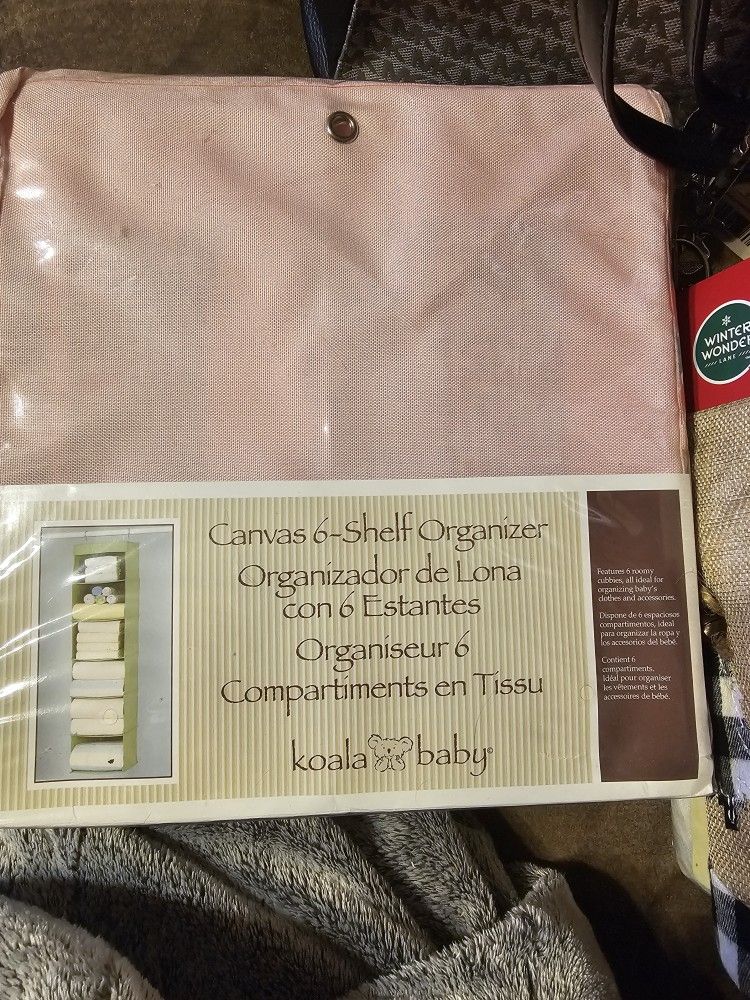 WINTER
WONDER
LANE
Canvas 6-Shelf Organizer
Organizador de Lona
con 6 Estantes
Organiseur 6
Compartiments en Tissu
koala baby©
Features 6 roomy
cubbies, all ideal for
organizing baby's
clothes and accessories.
Dispone de 6 espaciosos
compartimentos, ideal
para organizar la ropa y
los accesorios del bebé.
Contient 6
compartiments.
Idéal pour organiser
les vêtements et les
accessoires de bébé.